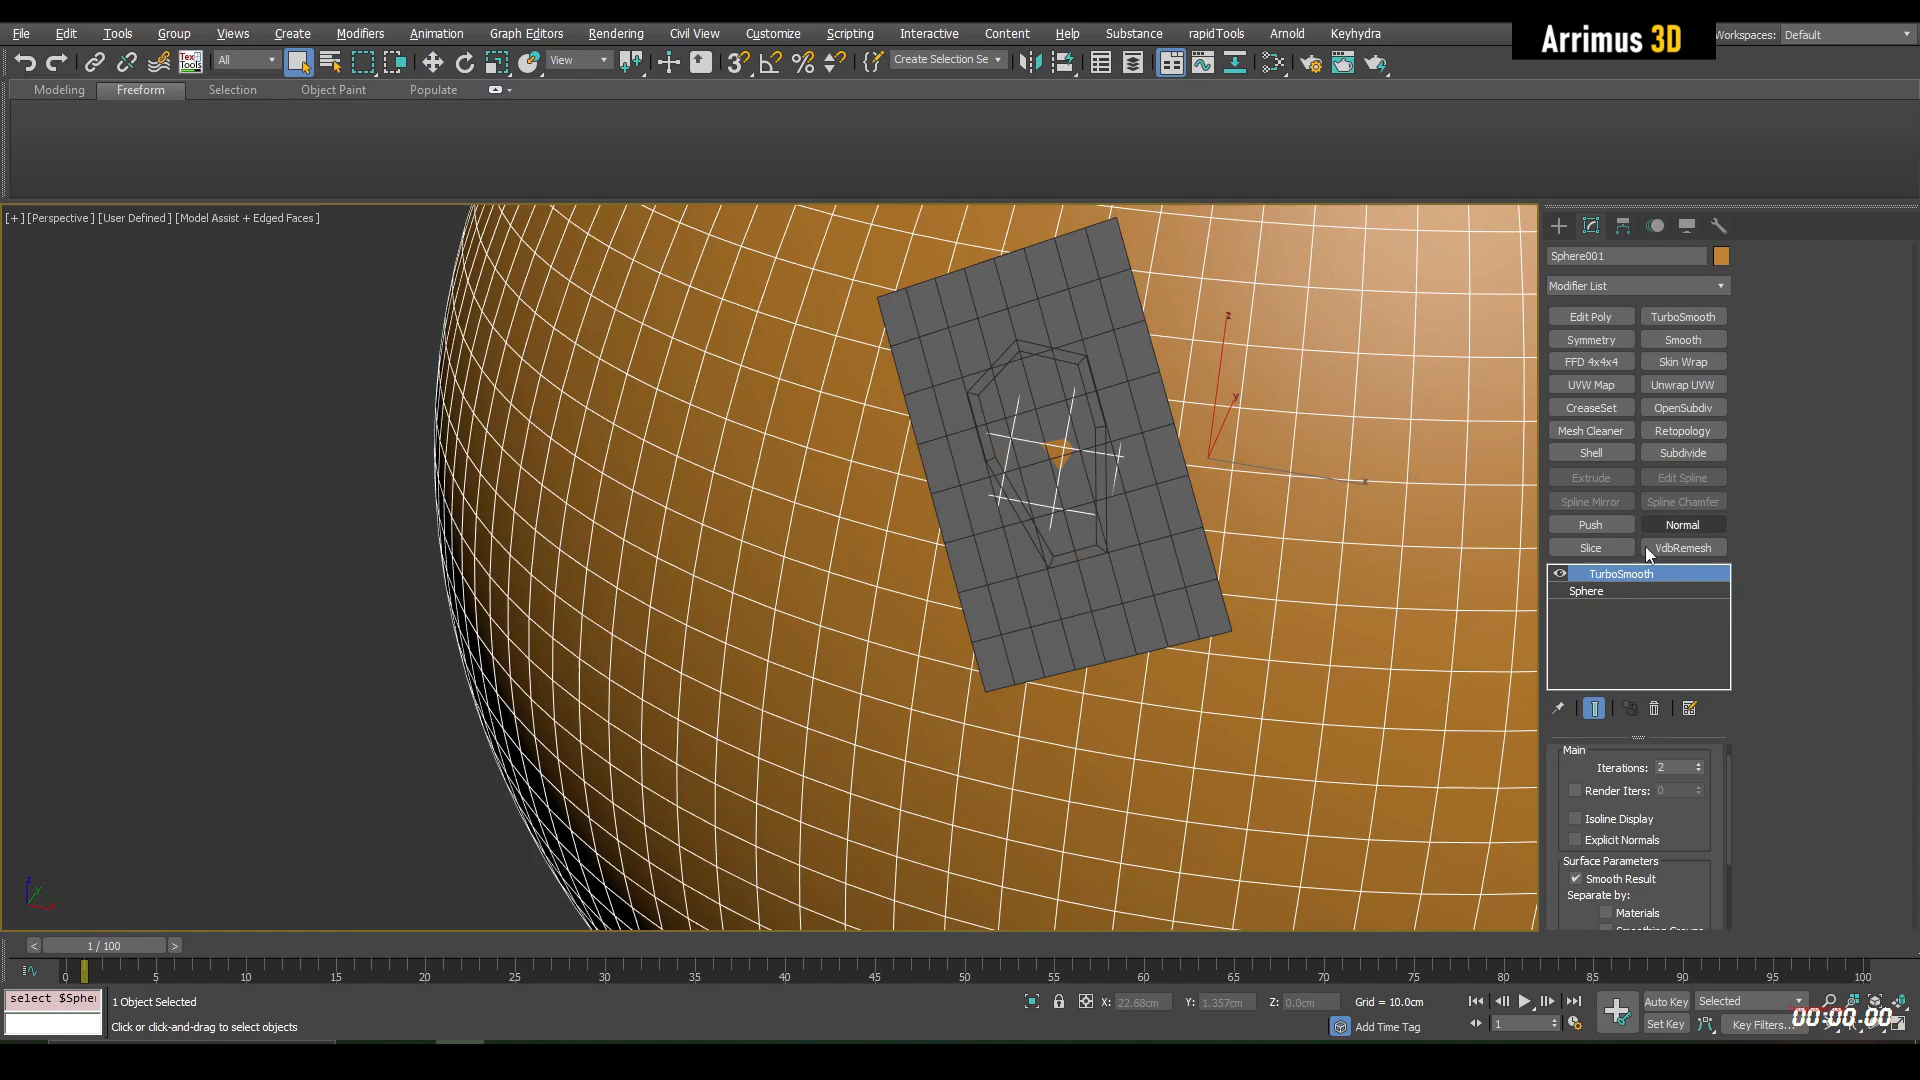 File Edit Tools Group Views Create Modifiers Animation Graph Editors Rendering Civil View Customize Scripting Interactive Content Help Substance rapidTools Arnold Keyhydra
Arrimus 3D
Workspaces: Default
All View Create Selection Se
Modeling Freeform Selection Object Paint Populate
[+] [Perspective ] [User Defined ] [Model Assist + Edged Faces ]
Sphere001
Modifier List
Edit Poly TurboSmooth
Symmetry Smooth
FFD 4x4x4 Skin Wrap
UVW Map Unwrap UVW
CreaseSet OpenSubdiv
Mesh Cleaner Retopology
Shell Subdivide
Extrude Edit Spline
Spline Mirror Spline Chamfer
Push Normal
Slice VdbRemesh
TurboSmooth
Sphere
z
y
x
Main
Iterations: 2
Render Iters: 0
Isoline Display
Explicit Normals
Surface Parameters
Smooth Result
Separate by:
Materials
z
y
x
< 1 / 100 >
0 5 10 15 20 25 30 35 40 45 50 55 60 65 70 75 80 85 90 95 100
select $Spher
1 Object Selected
Click or click-and-drag to select objects
X: 22.68cm Y: 1.357cm Z: 0.0cm Grid = 10.0cm
Add Time Tag
1
Auto Key Selected
Set Key Key Filters...
00:00.00